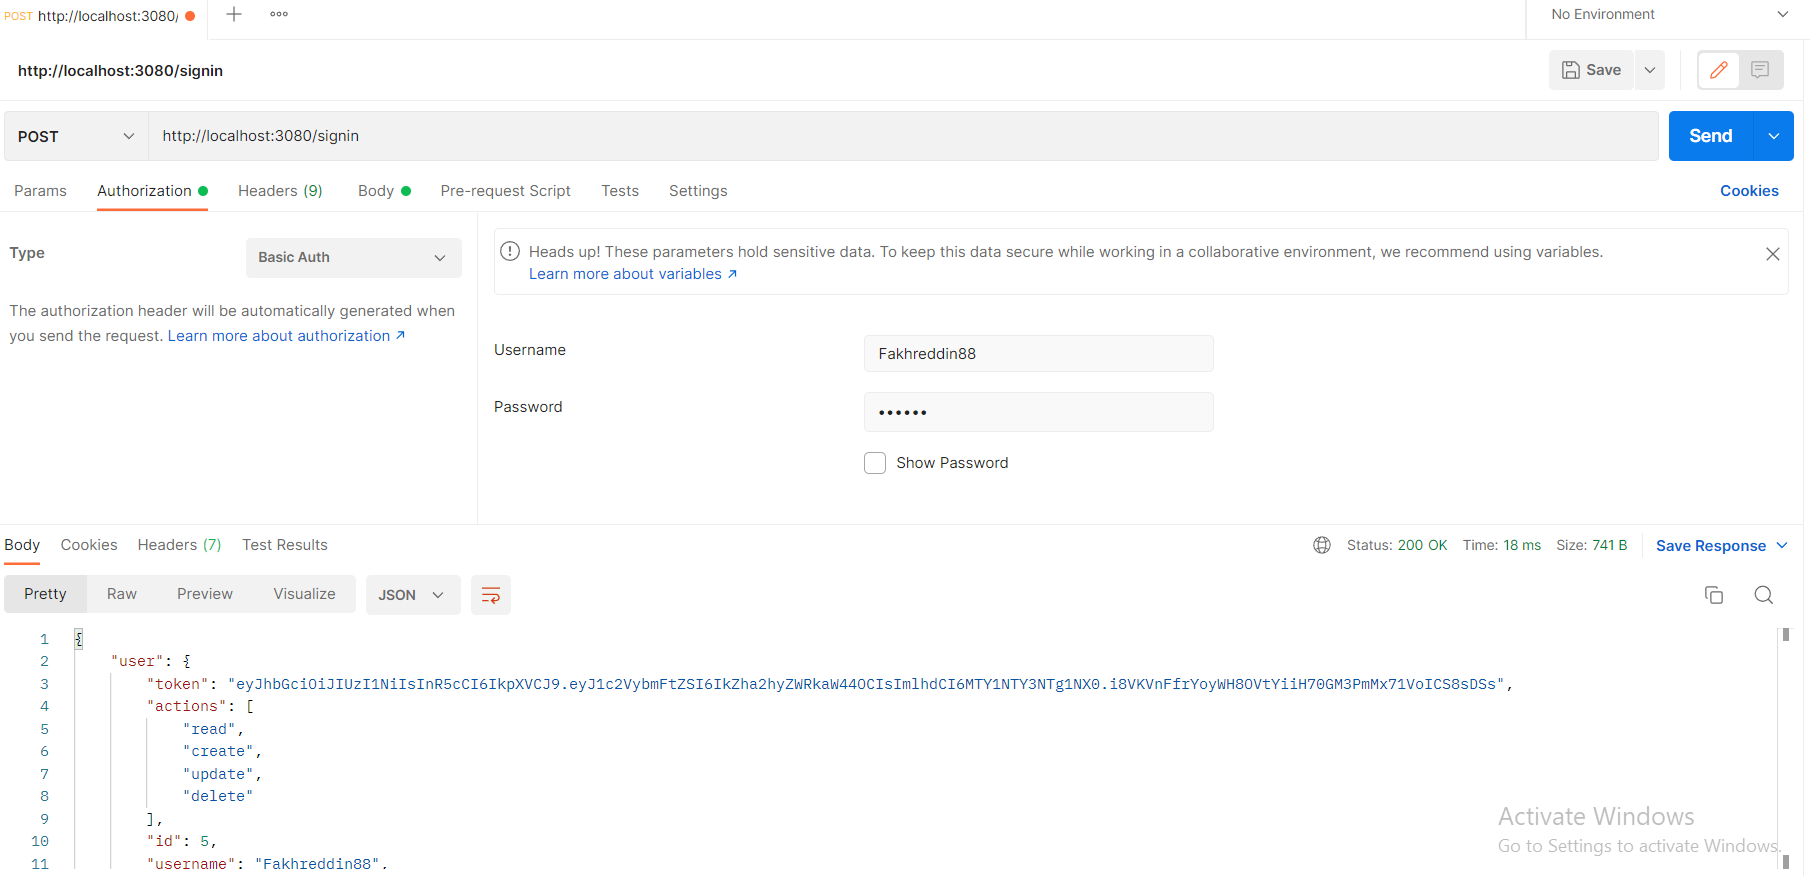 POST http://localhost:3080/
No Environment
http://localhost:3080/signin
Save
POST http://localhost:3080/signin Send
Params Authorization Headers (9) Body Pre-request Script Tests Settings Cookies
Type Basic Auth
The authorization header will be automatically generated when
you send the request. Learn more about authorization ↗
Heads up! These parameters hold sensitive data. To keep this data secure while working in a collaborative environment, we recommend using variables.
Learn more about variables ↗
Username Fakhreddin88
Password ••••••
Show Password
Body Cookies Headers (7) Test Results Status: 200 OK Time: 18 ms Size: 741 B Save Response
Pretty Raw Preview Visualize JSON
1 {
2 "user": {
3 "token": "eyJhbGciOiJIUzI1NiIsInR5cCI6IkpXVCJ9.eyJ1c2VybmFtZSI6IkZha2hyZWRkaW44OCIsImlhdCI6MTY1NTY3NTg1NX0.i8VKVnFfrYoyWH8OVtYiiH70GM3PmMx71VoICS8sDSs",
4 "actions": [
5 "read",
6 "create",
7 "update",
8 "delete"
9 ],
10 "id": 5,
11 "username": "Fakhreddin88",
Activate Windows
Go to Settings to activate Windows.